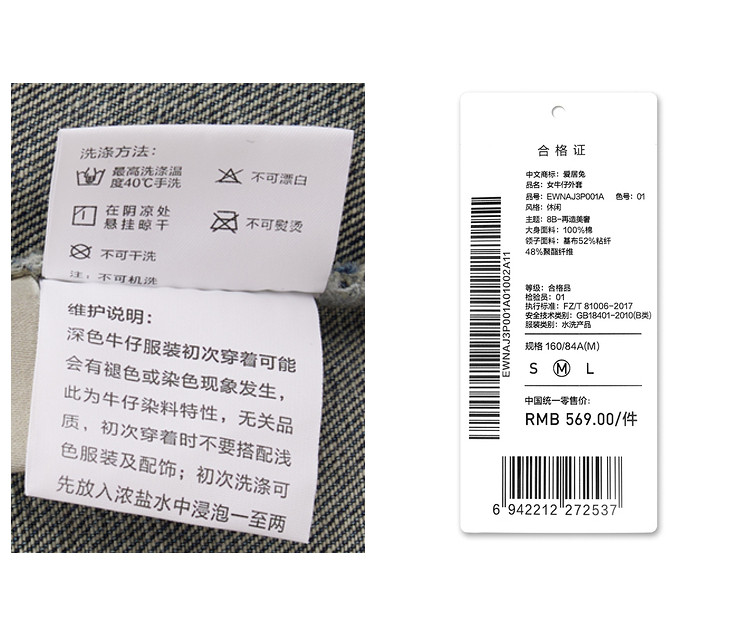 洗涤方法:
最高洗涤温
度40℃手洗
不可漂白
在阴凉处
悬挂晾干
不可熨烫
不可干洗
注: 不可机洗
维护说明:
深色牛仔服装初次穿着可能
会有褪色或染色现象发生,
此为牛仔染料特性, 无关品
质, 初次穿着时不要搭配浅
色服装及配饰; 初次洗涤可
先放入浓盐水中浸泡一至两
合格证
中文商标: 爱居兔
品名: 女牛仔外套
品号: EWNAJ3P001A 色号: 01
风格: 休闲
主题: 8B-再造美奢
大身面料: 100%棉
领子面料: 基布52%粘纤
48%聚酯纤维
等级: 合格品
检验员: 01
执行标准: FZ/T 81006-2017
安全技术类别: GB18401-2010(B类)
服装类别: 水洗产品
规格 160/84A(M)
S M L
中国统一零售价:
RMB 569.00/件
EWNAJ3P001A01002A11
6 942212 272537